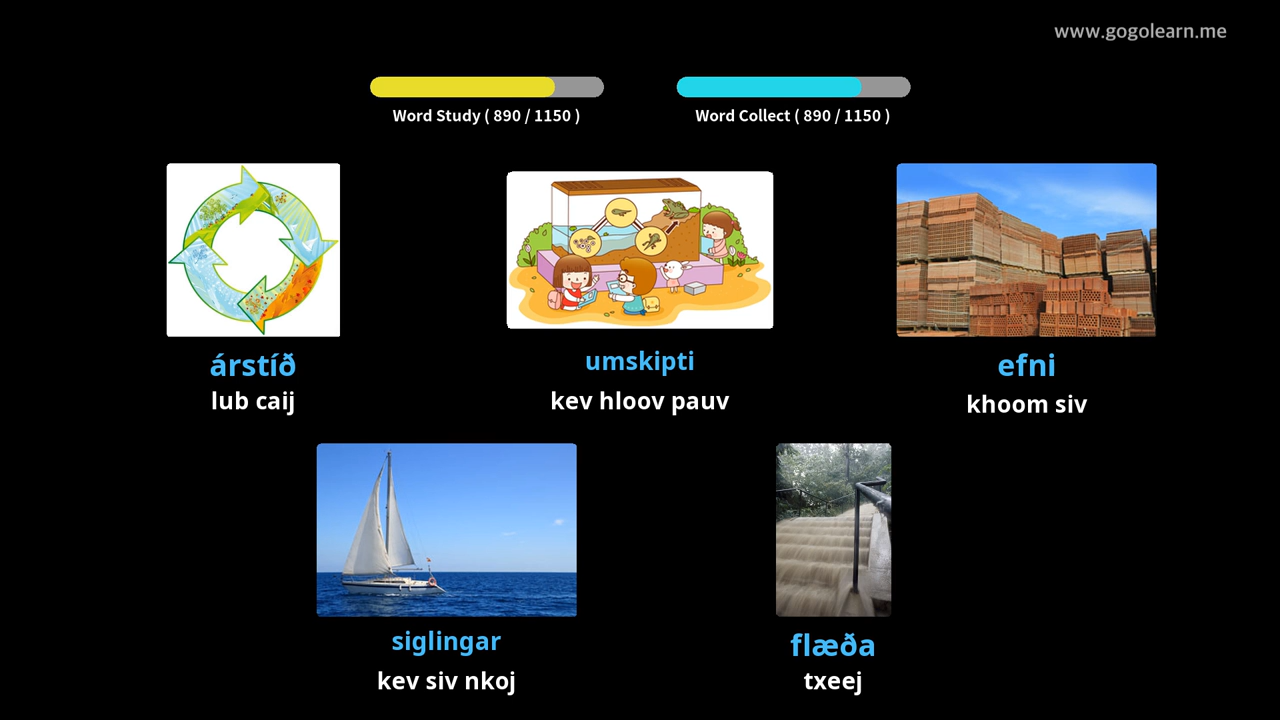 www.gogolearn.me
Word Study ( 890 / 1150 )
Word Collect ( 890 / 1150 )
árstíð
lub caij
umskipti
kev hloov pauv
efni
khoom siv
siglingar
kev siv nkoj
flæða
txeej